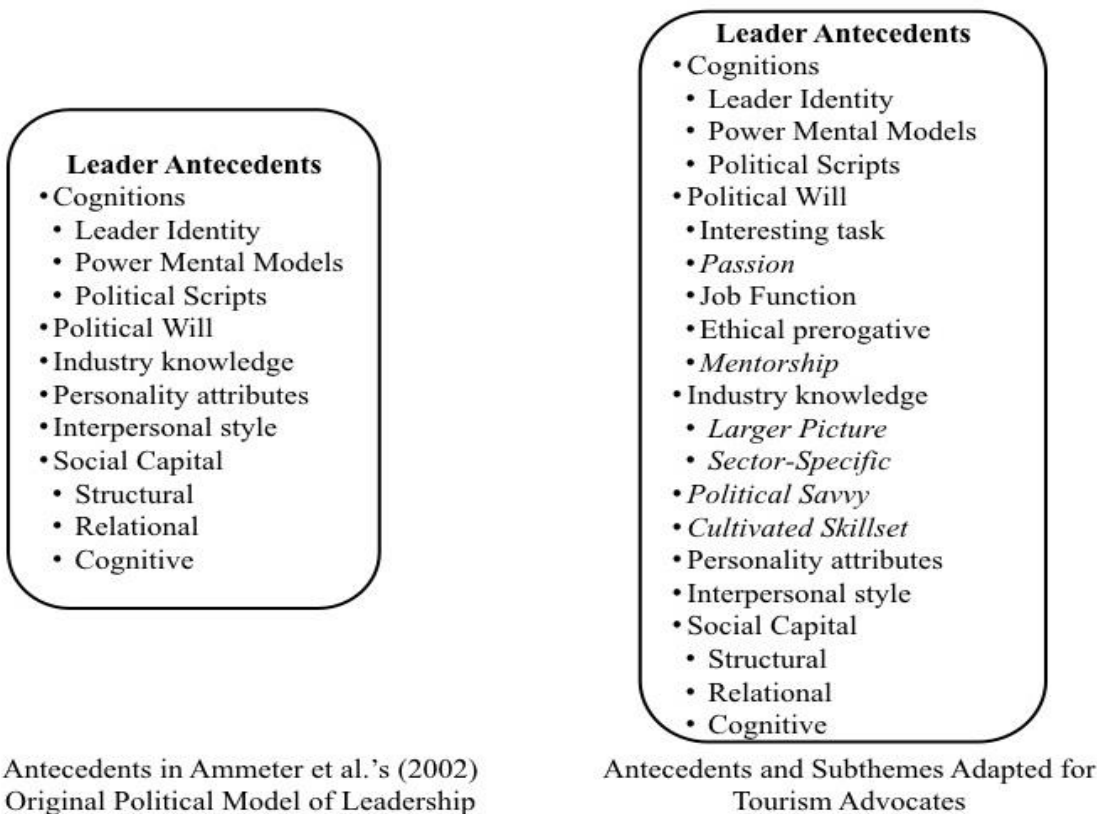 Leader Antecedents
•Cognitions
• Leader Identity
• Power Mental Models
• Political Scripts
•Political Will
•Industry knowledge
•Personality attributes
•Interpersonal style
•Social Capital
• Structural
• Relational
• Cognitive
Antecedents in Ammeter et al.'s (2002)
Original Political Model of Leadership
Leader Antecedents
•Cognitions
• Leader Identity
• Power Mental Models
• Political Scripts
•Political Will
•Interesting task
•Passion
•Job Function
•Ethical prerogative
•Mentorship
•Industry knowledge
• Larger Picture
• Sector-Specific
•Political Savvy
•Cultivated Skillset
•Personality attributes
•Interpersonal style
•Social Capital
• Structural
• Relational
• Cognitive
Antecedents and Subthemes Adapted for
Tourism Advocates